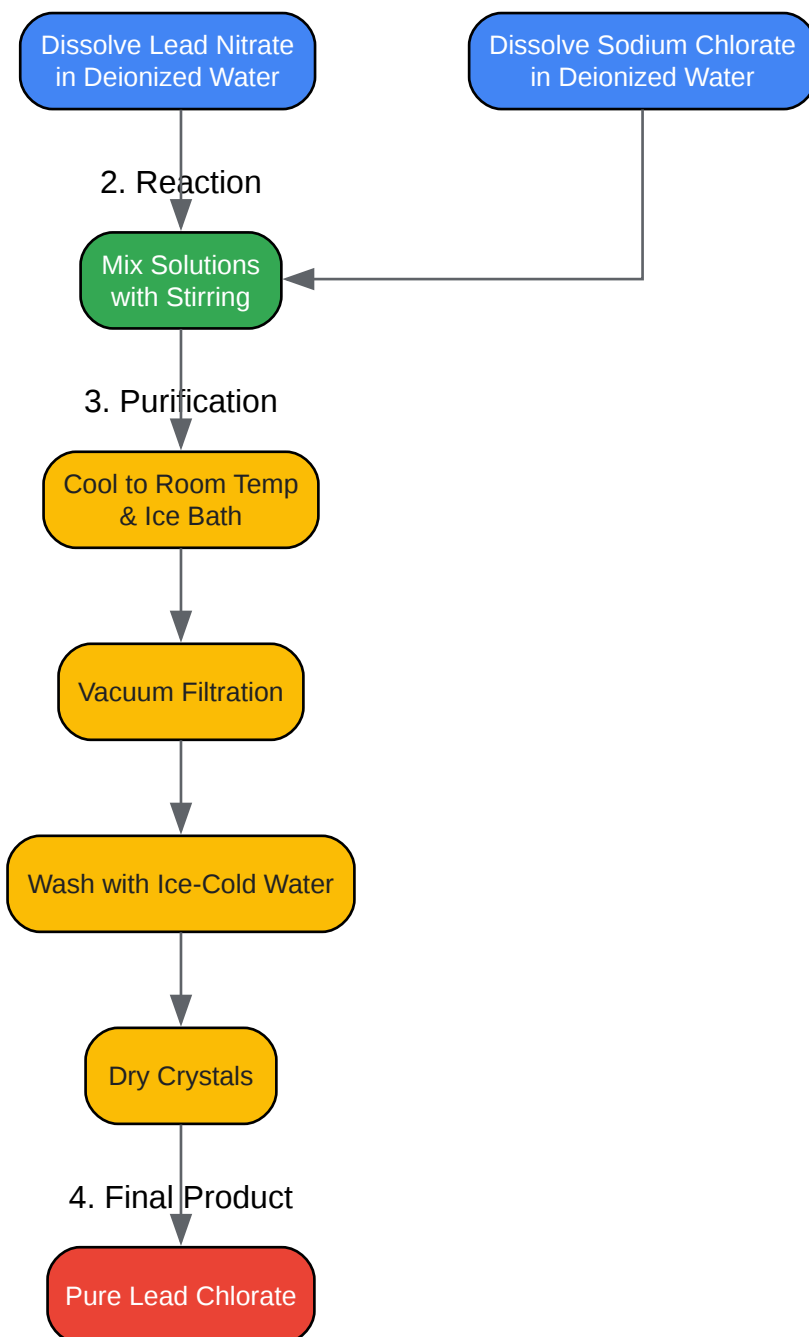 Dissolve Lead Nitrate
in Deionized Water
Dissolve Sodium Chlorate
in Deionized Water
2. Reaction
Mix Solutions
with Stirring
3. Purification
Cool to Room Temp
& Ice Bath
Vacuum Filtration
Wash with Ice-Cold Water
Dry Crystals
4. Final Product
Pure Lead Chlorate